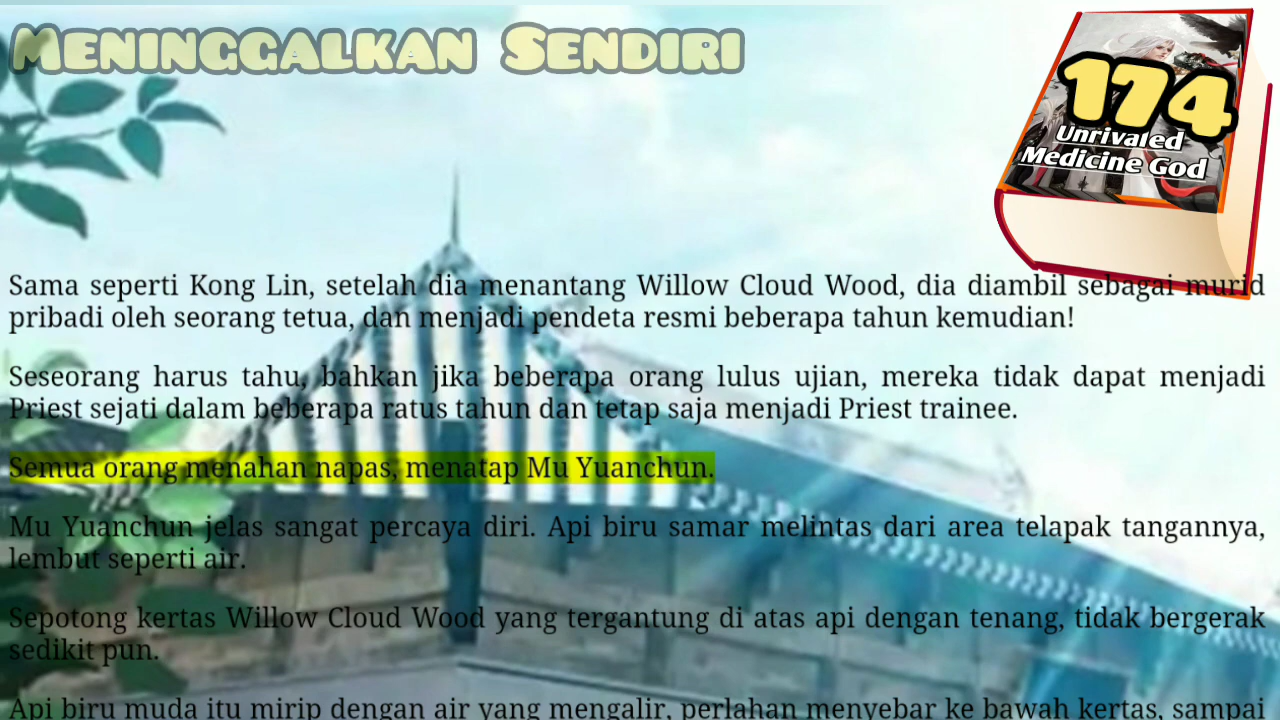 Meninggalkan Sendiri
174
Unrivaled
Medicine God
Sama seperti Kong Lin, setelah dia menantang Willow Cloud Wood, dia diambil sebagai murid
pribadi oleh seorang tetua, dan menjadi pendeta resmi beberapa tahun kemudian!
Seseorang harus tahu, bahkan jika beberapa orang lulus ujian, mereka tidak dapat menjadi
Priest sejati dalam beberapa ratus tahun dan tetap saja menjadi Priest trainee.
Semua orang menahan napas, menatap Mu Yuanchun.
Mu Yuanchun jelas sangat percaya diri. Api biru samar melintas dari area telapak tangannya,
lembut seperti air.
Sepotong kertas Willow Cloud Wood yang tergantung di atas api dengan tenang, tidak bergerak
sedikit pun.
Api biru muda itu mirip dengan air yang mengalir, perlahan menyebar ke bawah kertas, sampai